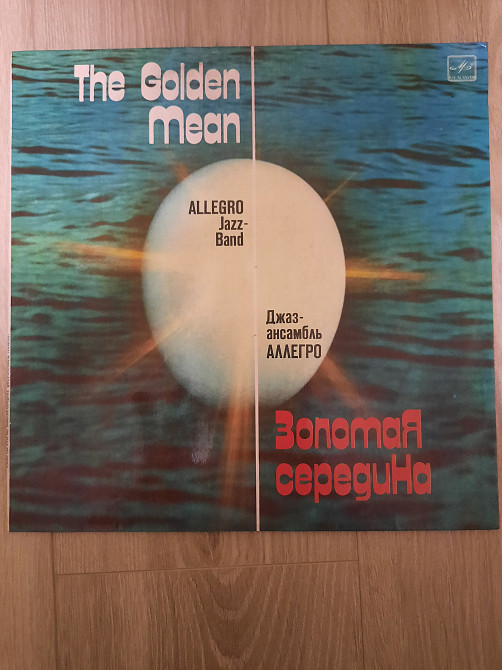 The Golden
mean
ALLEGRO
Jazz-
Band
Джаз-
ансамбль
АЛЛЕГРО
Золотая
середина